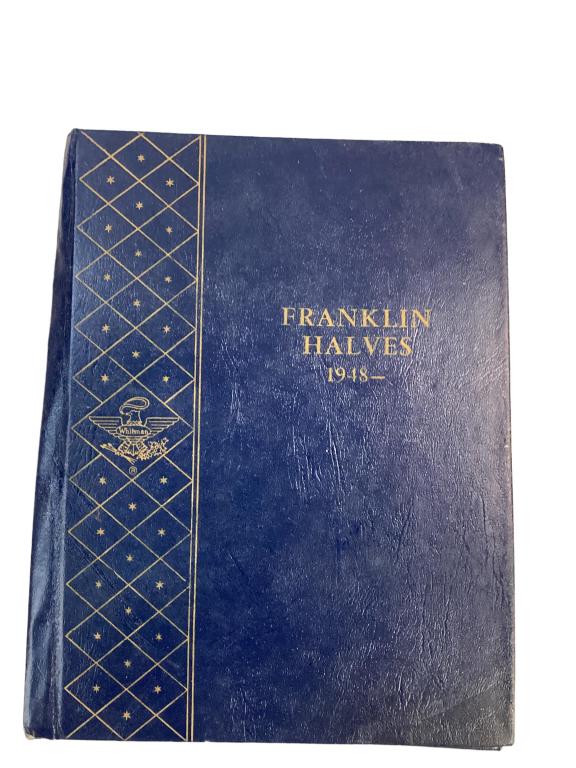 FRANKLIN
HALVES
1948–
Whitman
®